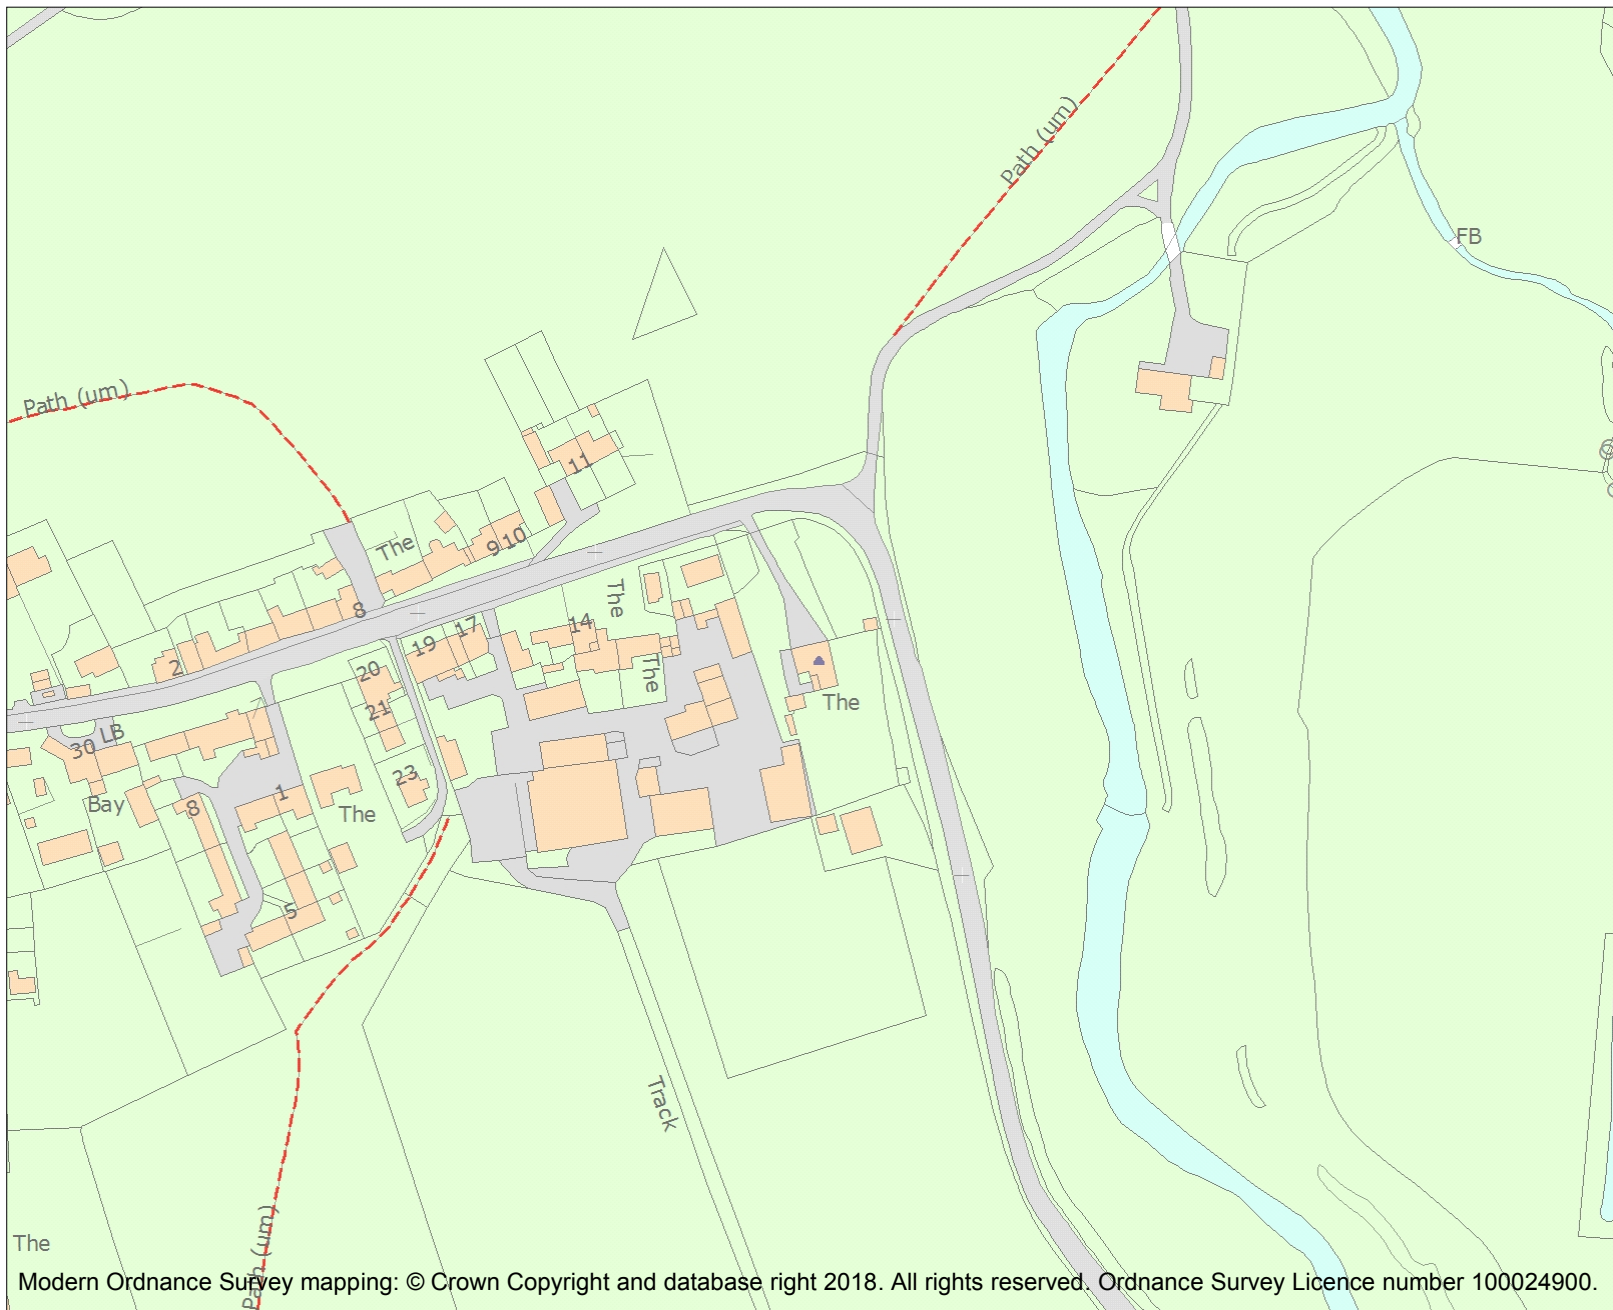 Path (um)
FB
Path (um)
11
The
9
10
The
8
14
17
19
2
The
20
The
21
30
LB
23
1
Bay
8
The
5
Track
Path (um)
The
Modern Ordnance Survey mapping: © Crown Copyright and database right 2018. All rights reserved. Ordnance Survey Licence number 100024900.